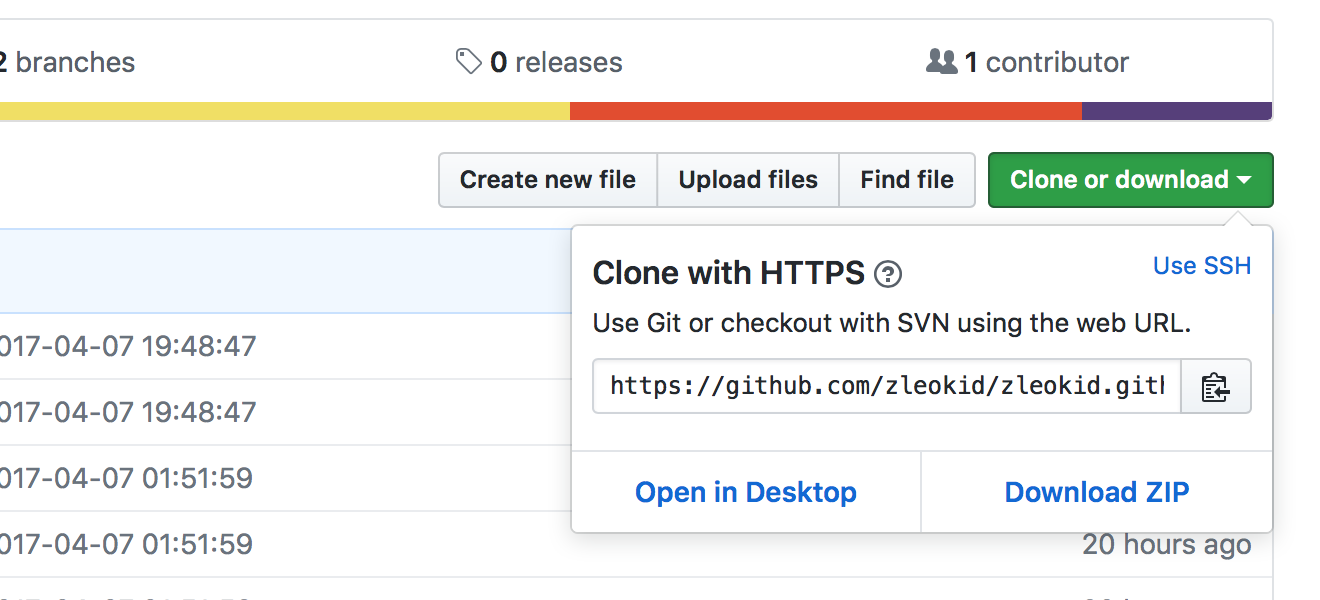 2 branches
0 releases
1 contributor
Create new file
Upload files
Find file
Clone or download
Clone with HTTPS
Use SSH
Use Git or checkout with SVN using the web URL.
https://github.com/zleokid/zleokid.gith
Open in Desktop
Download ZIP
017-04-07 19:48:47
017-04-07 19:48:47
017-04-07 01:51:59
017-04-07 01:51:59
20 hours ago